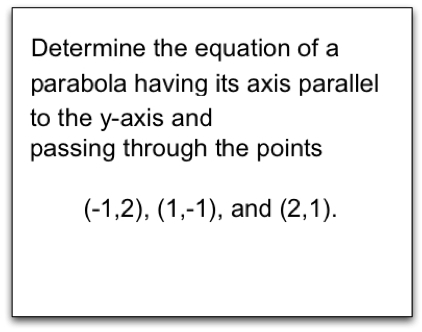 Determine the equation of a
parabola having its axis parallel
to the y-axis and
passing through the points
(-1,2), (1,-1), and (2,1).